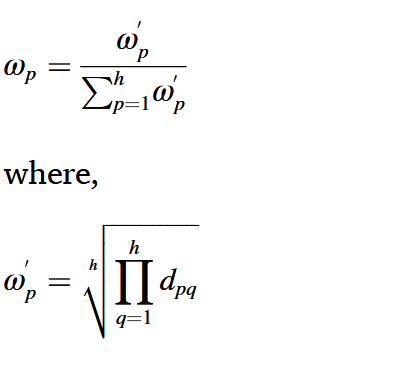 ω_p = ω'_p / ∑_{p=1}^{h} ω'_p
where,
ω'_p = \sqrt[h]{∏_{q=1}^{h} d_{pq}}